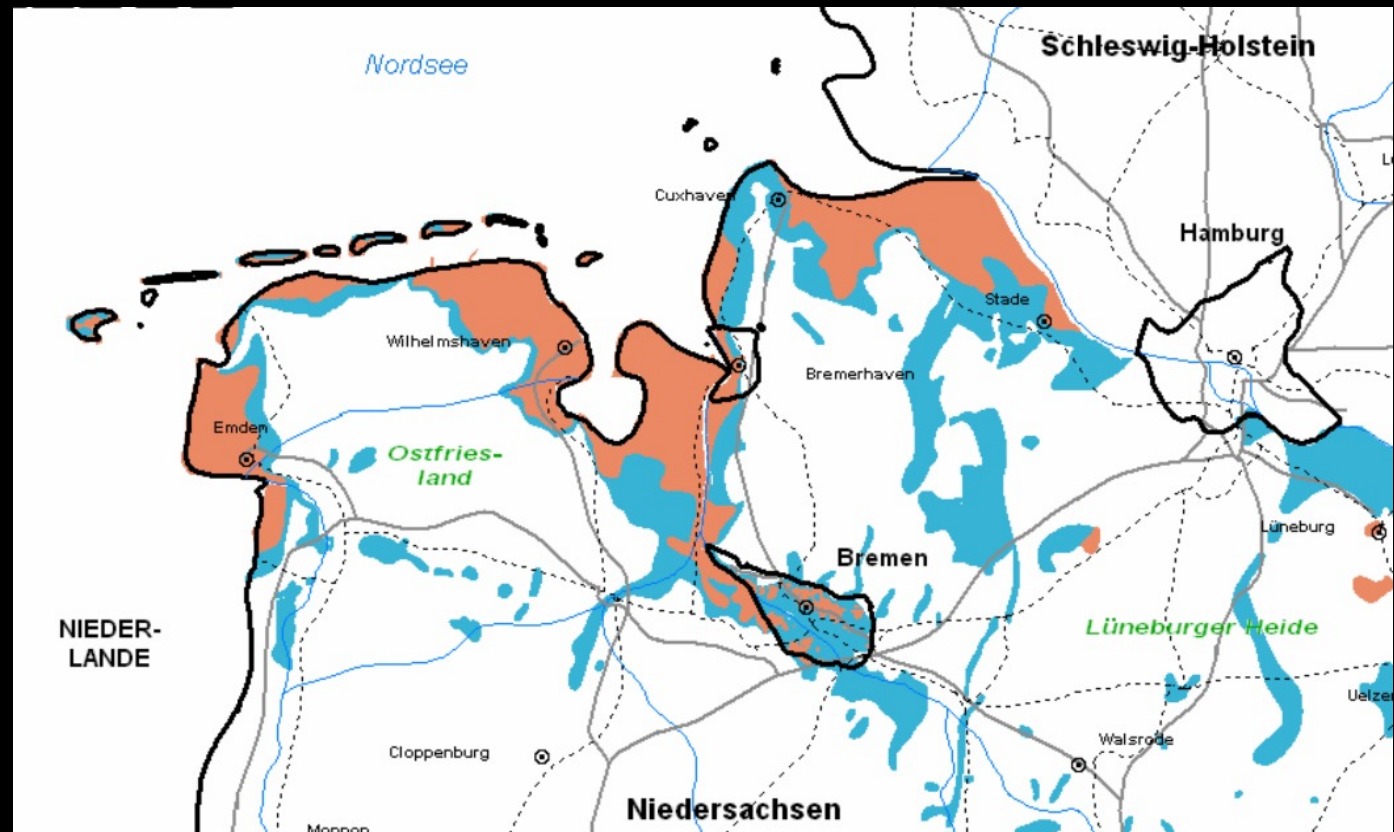 Schleswig-Holstein
Nordsee
Cuxhaven
Hamburg
Stade
Wilhelmshaven
Bremerhaven
Emden
Ostfries-
land
Lüneburg
Bremen
NIEDER-
LANDE
Lüneburger Heide
Uelzen
Walsrode
Cloppenburg
Niedersachsen